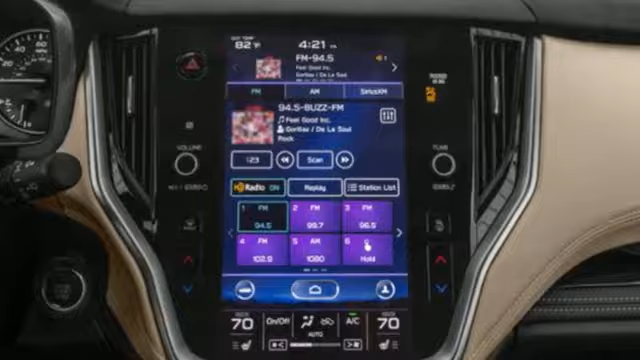 82 °F
4:21
FM-94.5
Feel Good Inc.
Gorillaz / De La Soul
FM AM SiriusXM
94.5-BUZZ-FM
Feel Good Inc.
Gorillaz / De La Soul
Rock
123 Scan
VOLUME
TUNE
HD Radio ON Replay Station List
1 FM 2 FM 3 FM
94.5 99.7 96.5
4 FM 5 AM 6
102.9 1080 Hold
70 On/Off A/C 70
AUTO